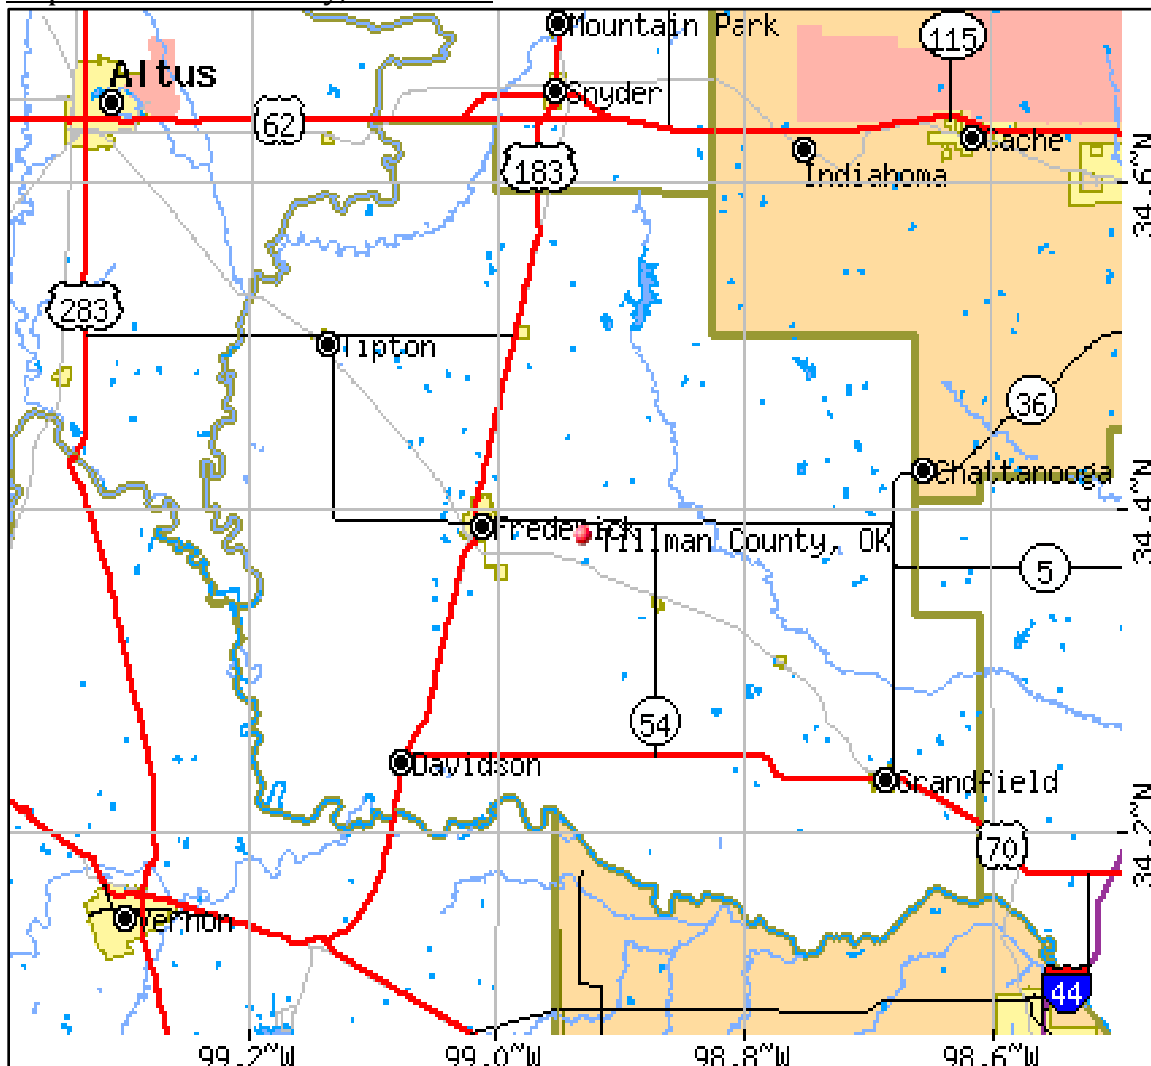 Mountain Park
115
Altus
Snyder
62
Cache
183
Indiahoma
34.6°N
283
Tipton
36
Chattanooga
34.4°N
Frederick
Tillman County, OK
5
54
Davidson
Grandfield
34.2°N
70
Vernon
44
99.2°W
99.0°W
98.8°W
98.6°W